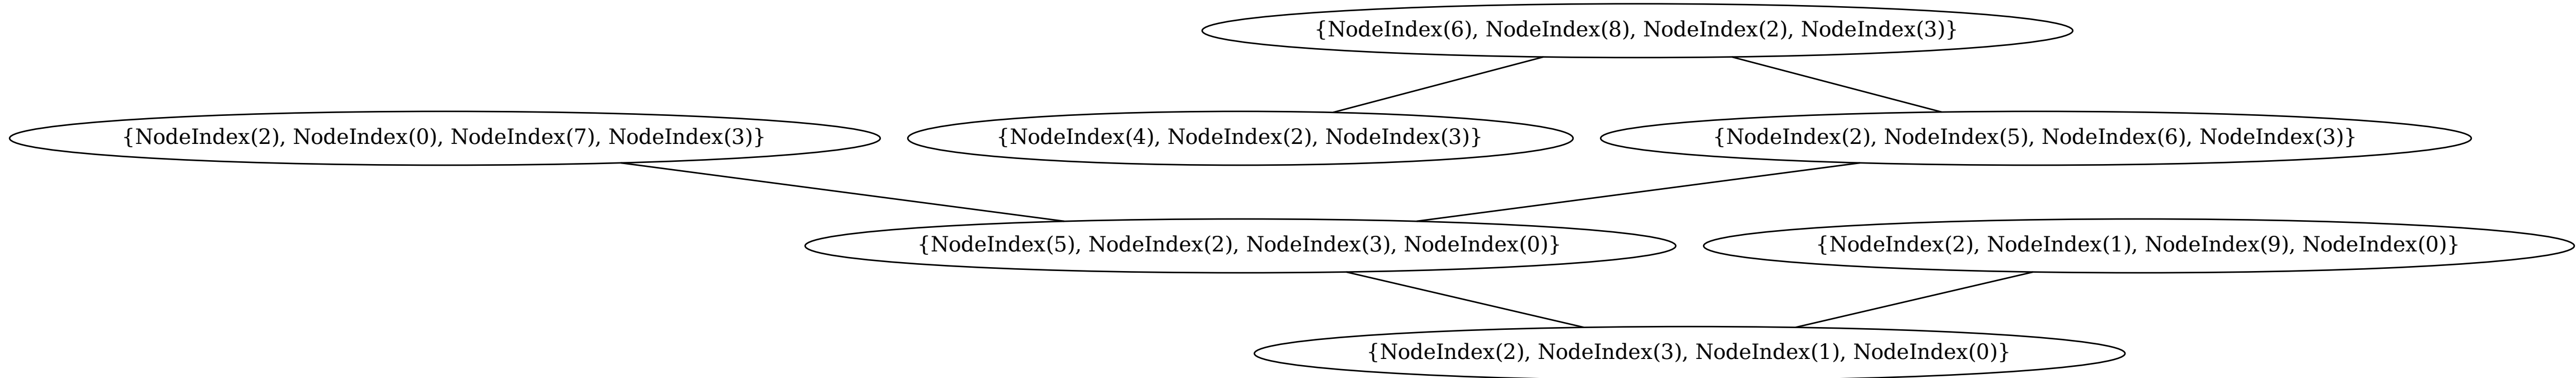 {NodeIndex(6), NodeIndex(8), NodeIndex(2), NodeIndex(3)}
{NodeIndex(2), NodeIndex(0), NodeIndex(7), NodeIndex(3)}
{NodeIndex(4), NodeIndex(2), NodeIndex(3)}
{NodeIndex(2), NodeIndex(5), NodeIndex(6), NodeIndex(3)}
{NodeIndex(5), NodeIndex(2), NodeIndex(3), NodeIndex(0)}
{NodeIndex(2), NodeIndex(1), NodeIndex(9), NodeIndex(0)}
{NodeIndex(2), NodeIndex(3), NodeIndex(1), NodeIndex(0)}